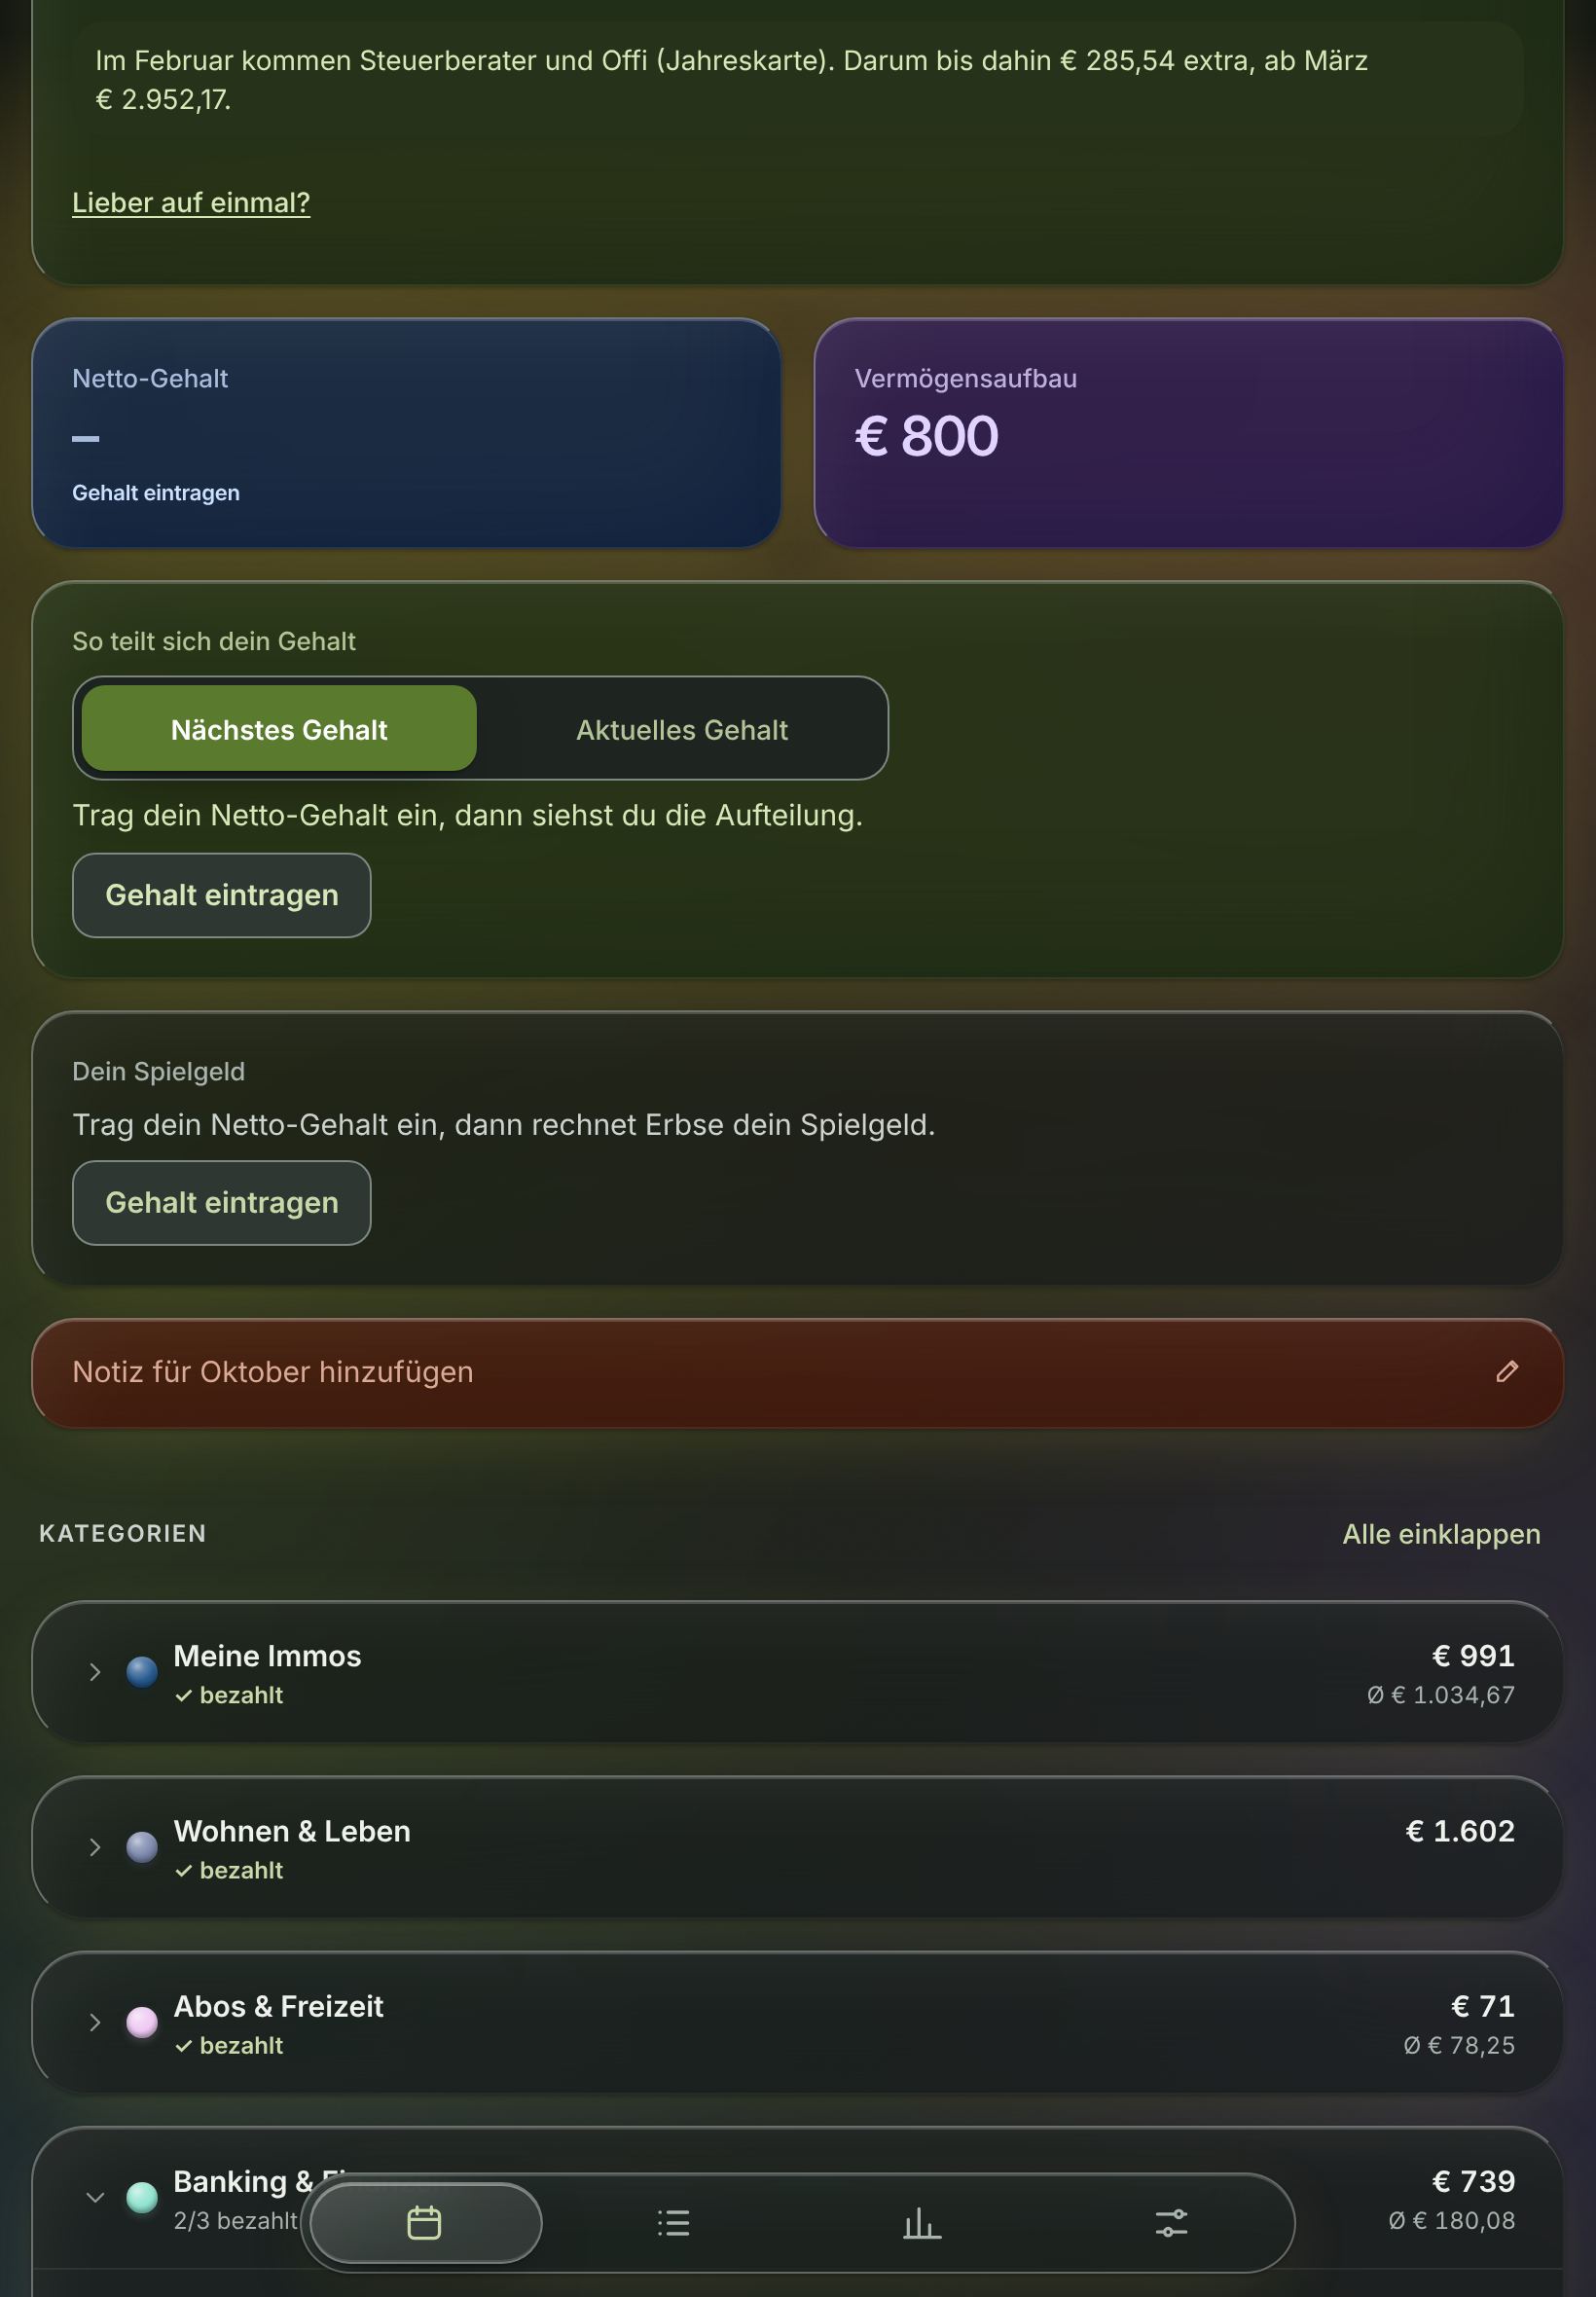 Im Februar kommen Steuerberater und Offi (Jahreskarte). Darum bis dahin € 285,54 extra, ab März
€ 2.952,17.
Lieber auf einmal?
Netto-Gehalt
–
Gehalt eintragen
Vermögensaufbau
€ 800
So teilt sich dein Gehalt
Nächstes Gehalt
Aktuelles Gehalt
Trag dein Netto-Gehalt ein, dann siehst du die Aufteilung.
Gehalt eintragen
Dein Spielgeld
Trag dein Netto-Gehalt ein, dann rechnet Erbse dein Spielgeld.
Gehalt eintragen
Notiz für Oktober hinzufügen
KATEGORIEN
Alle einklappen
Meine Immos
€ 991
✓ bezahlt
Ø € 1.034,67
Wohnen & Leben
€ 1.602
✓ bezahlt
Abos & Freizeit
€ 71
✓ bezahlt
Ø € 78,25
Banking &
€ 739
2/3 bezahlt
Ø € 180,08